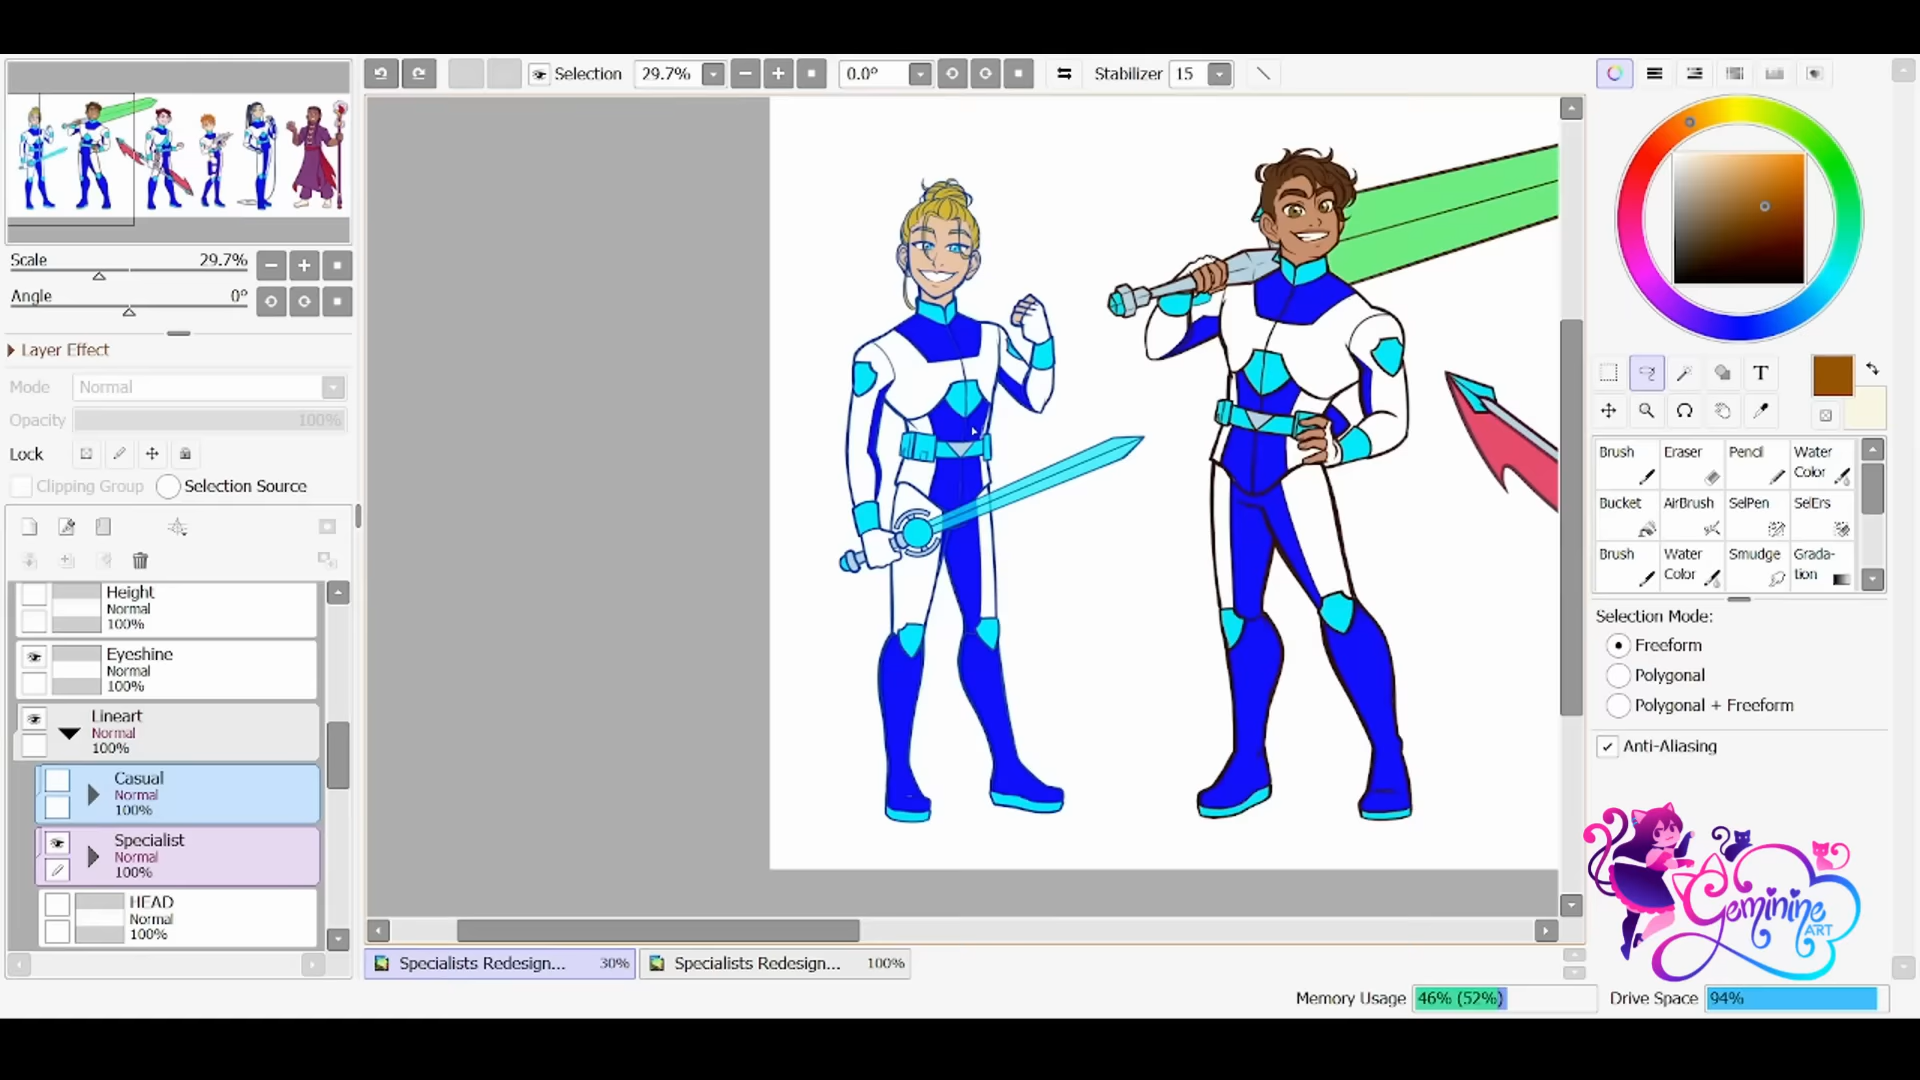 Selection 29.7% 0.0° Stabilizer 15
Scale 29.7%
Angle 0°
Layer Effect
Mode Normal
Opacity 100%
Lock
Clipping Group Selection Source
Height
Normal
100%
Eyeshine
Normal
100%
Lineart
Normal
100%
Casual
Normal
100%
Specialist
Normal
100%
HEAD
Normal
100%
Specialists Redesign... 30% Specialists Redesign... 100%
T
Brush Eraser Pencil Water Color
Bucket AirBrush SelPen SelErs
Brush Water Color Smudge Grada-tion
Selection Mode:
Freeform
Polygonal
Polygonal + Freeform
Anti-Aliasing
Geminine
ART
Memory Usage 46% (52%) Drive Space 94%